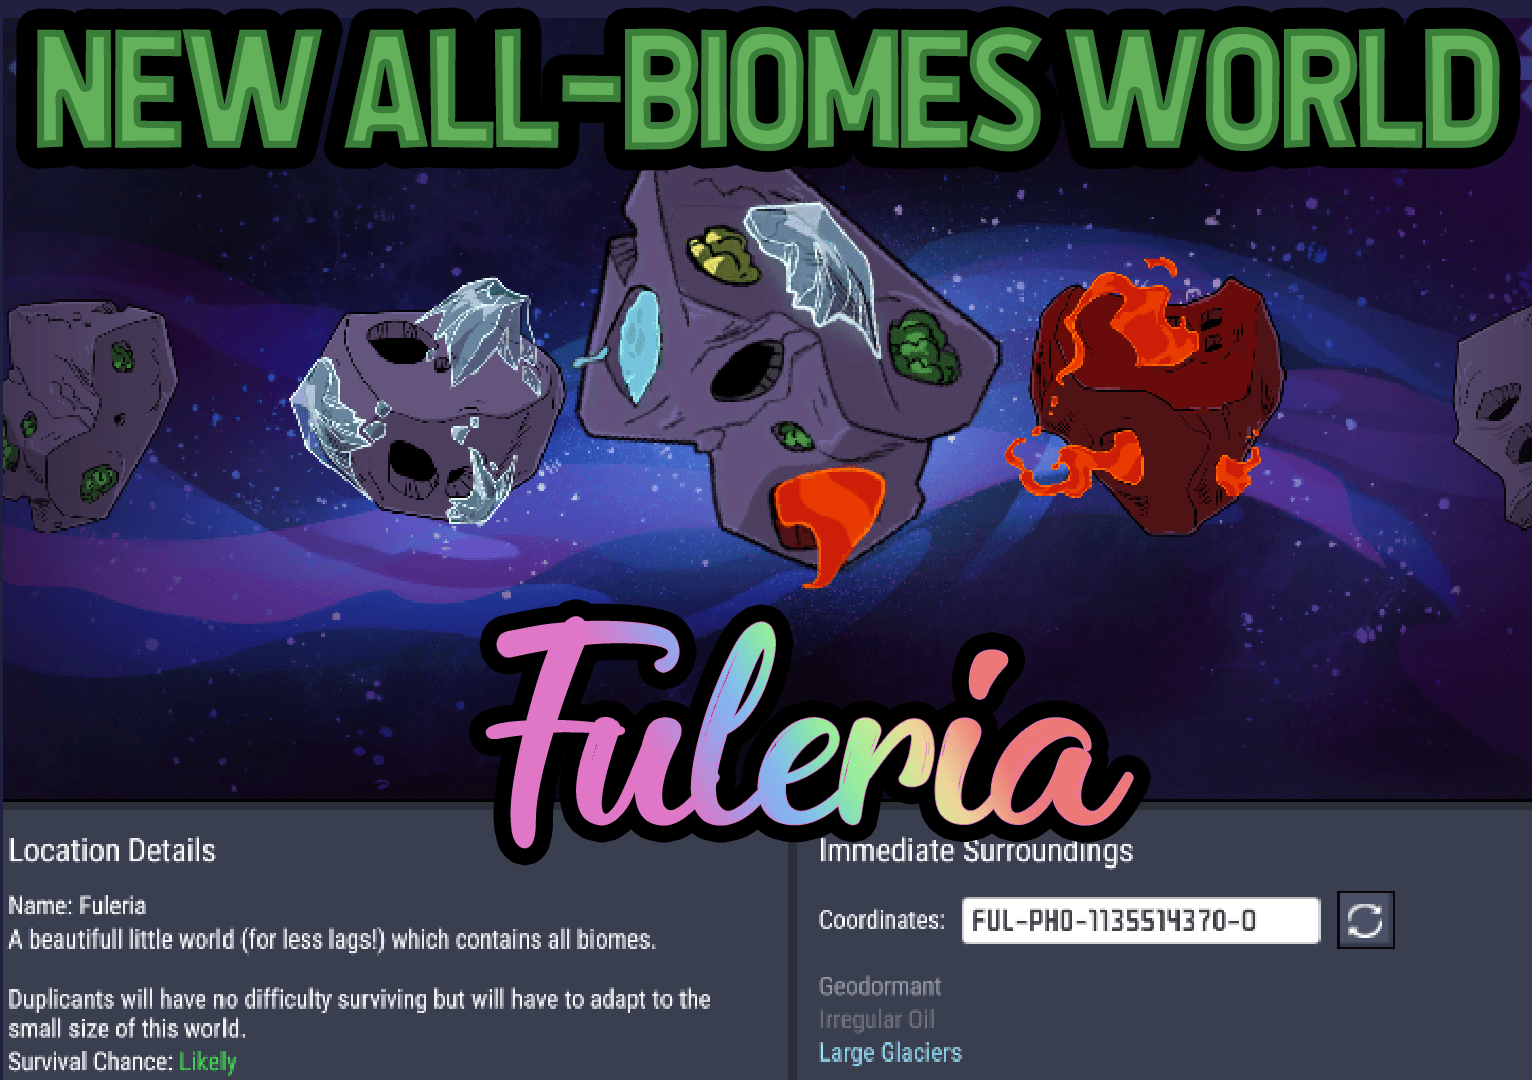 NEW ALL-BIOMES WORLD
Fuleria
Location Details
Name: Fuleria
A beautifull little world (for less lags!) which contains all biomes.
Duplicants will have no difficulty surviving but will have to adapt to the
small size of this world.
Survival Chance: Likely
Immediate Surroundings
Coordinates: FUL-PHO-1135514370-0
Geodormant
Irregular Oil
Large Glaciers